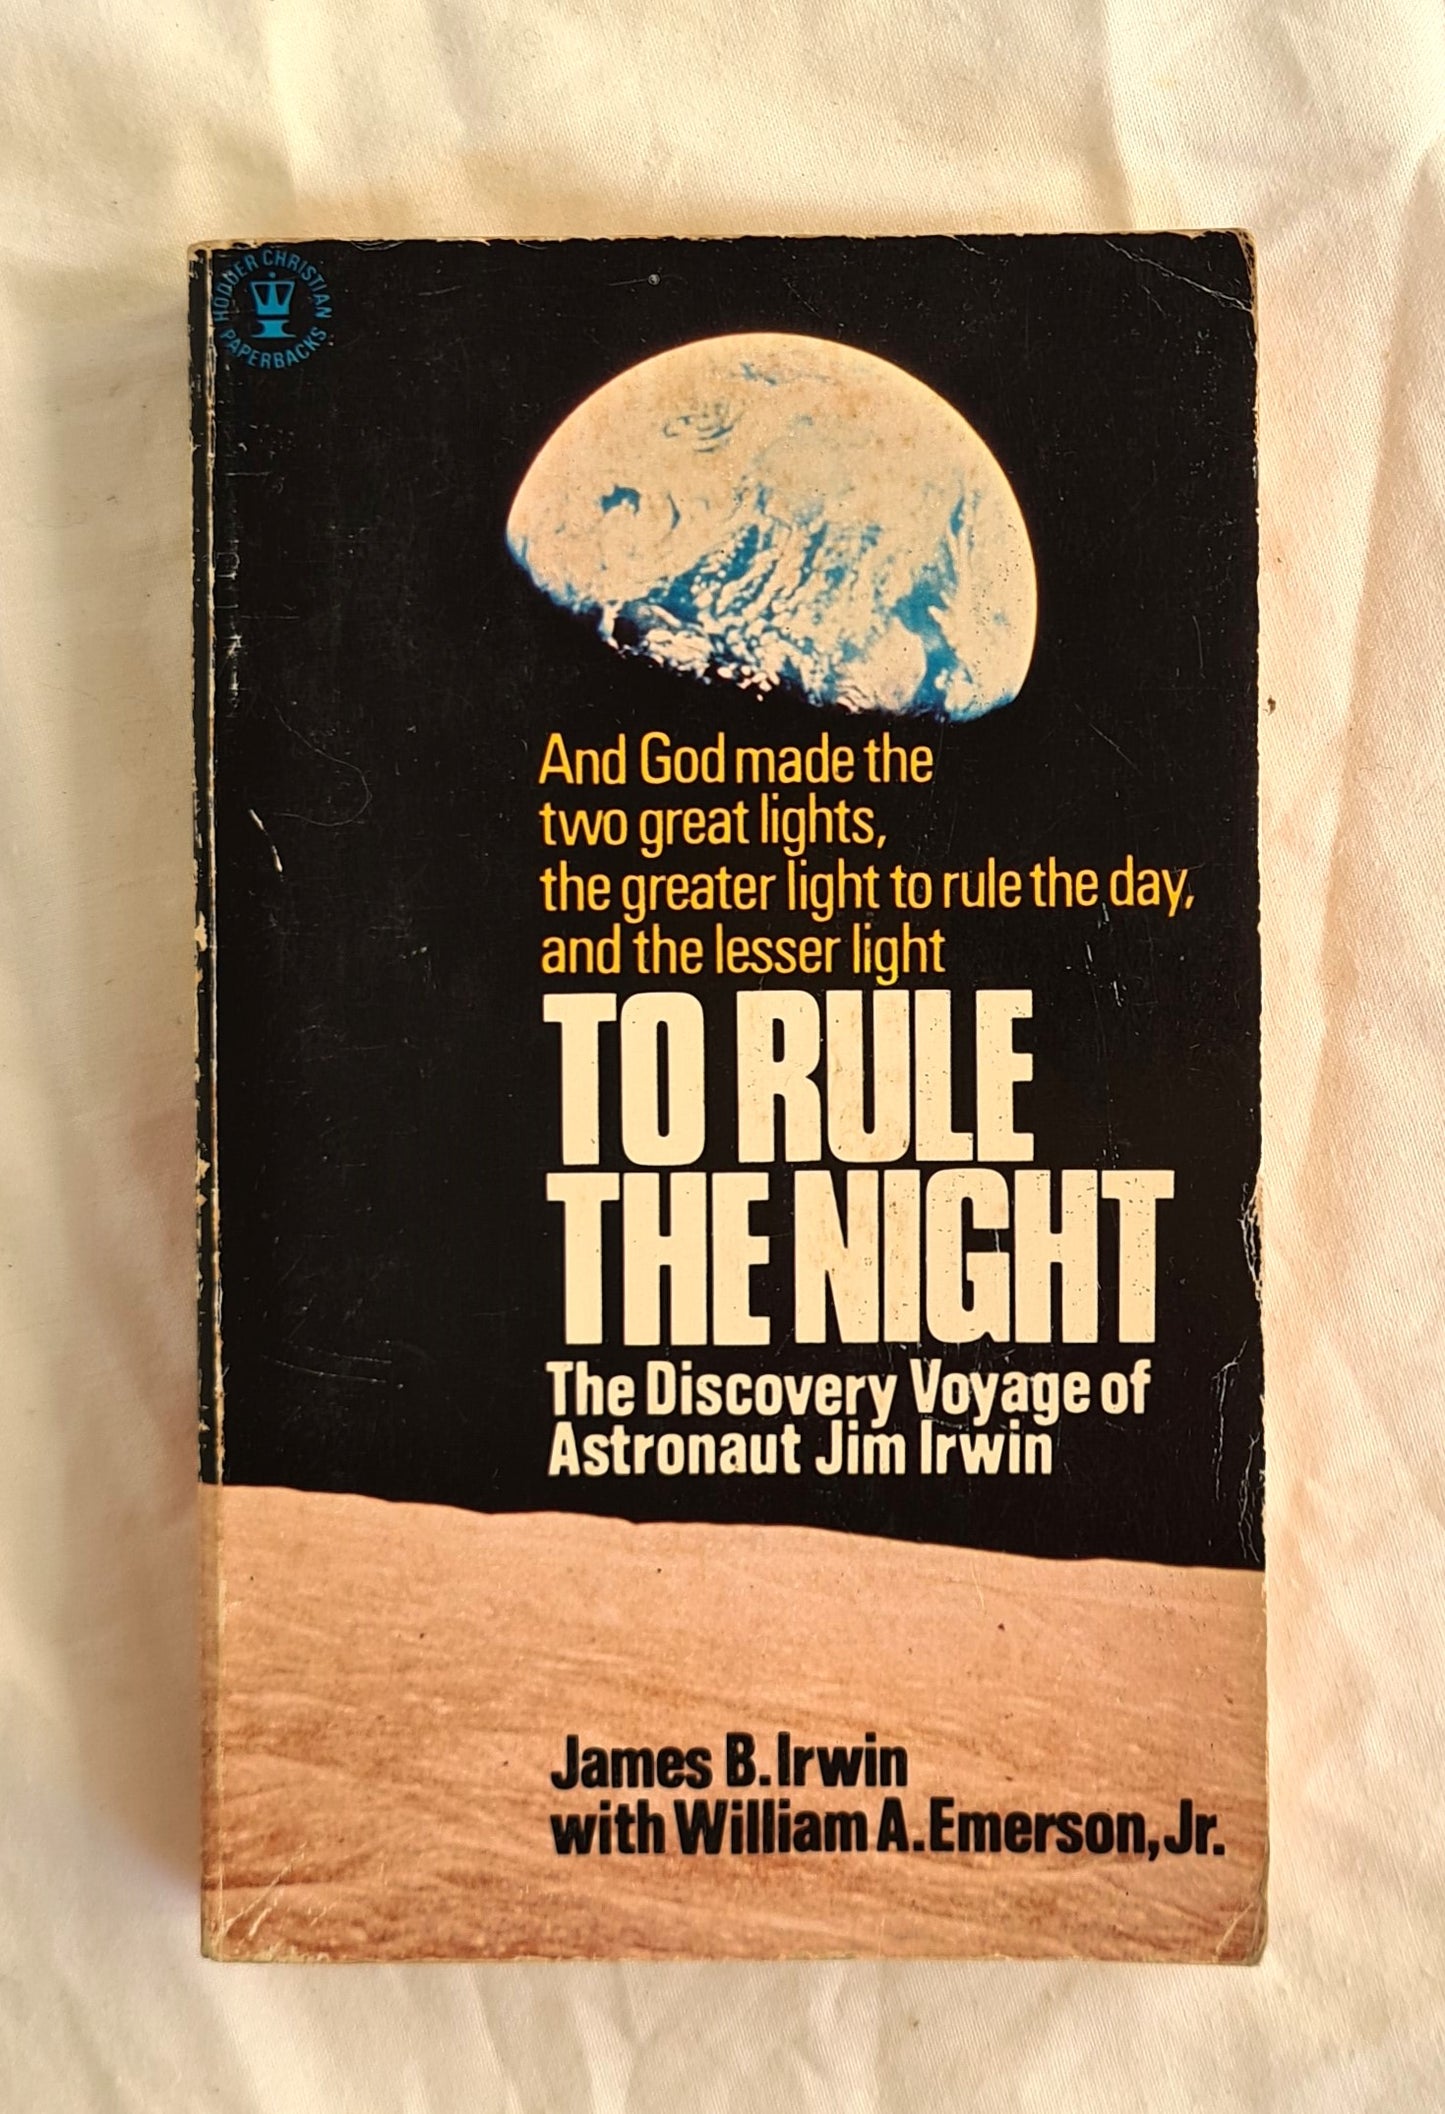 HODDER CHRISTIAN
PAPERBACKS
And God made the
two great lights,
the greater light to rule the day,
and the lesser light
TO RULE
THE NIGHT
The Discovery Voyage of
Astronaut Jim Irwin
James B. Irwin
with William A. Emerson, Jr.